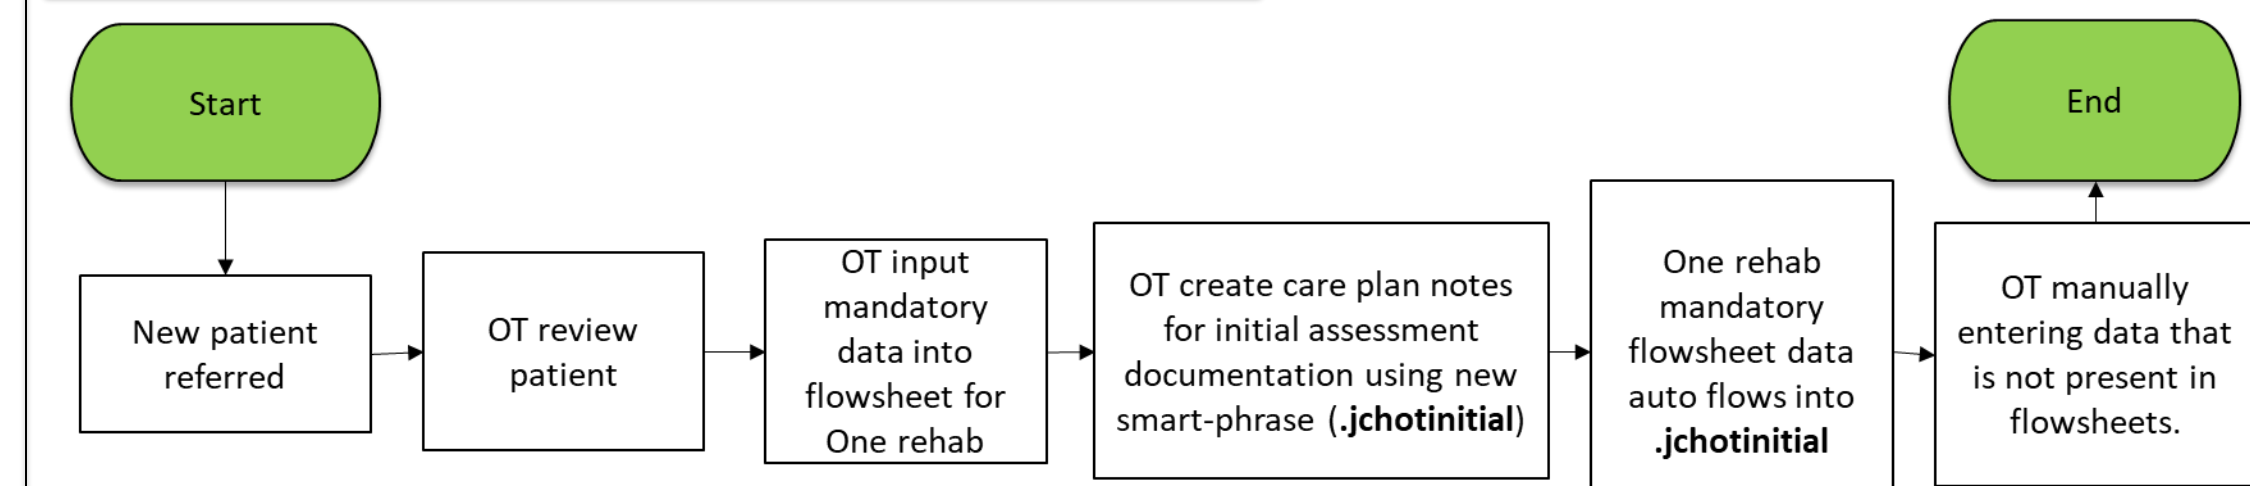 Start
New patient
referred
OT review
patient
OT input
mandatory
data into
flowsheet for
One rehab
OT create care plan notes
for initial assessment
documentation using new
smart-phrase (.jchotinitial)
One rehab
mandatory
flowsheet data
auto flows into
.jchotinitial
OT manually
entering data that
is not present in
flowsheets.
End